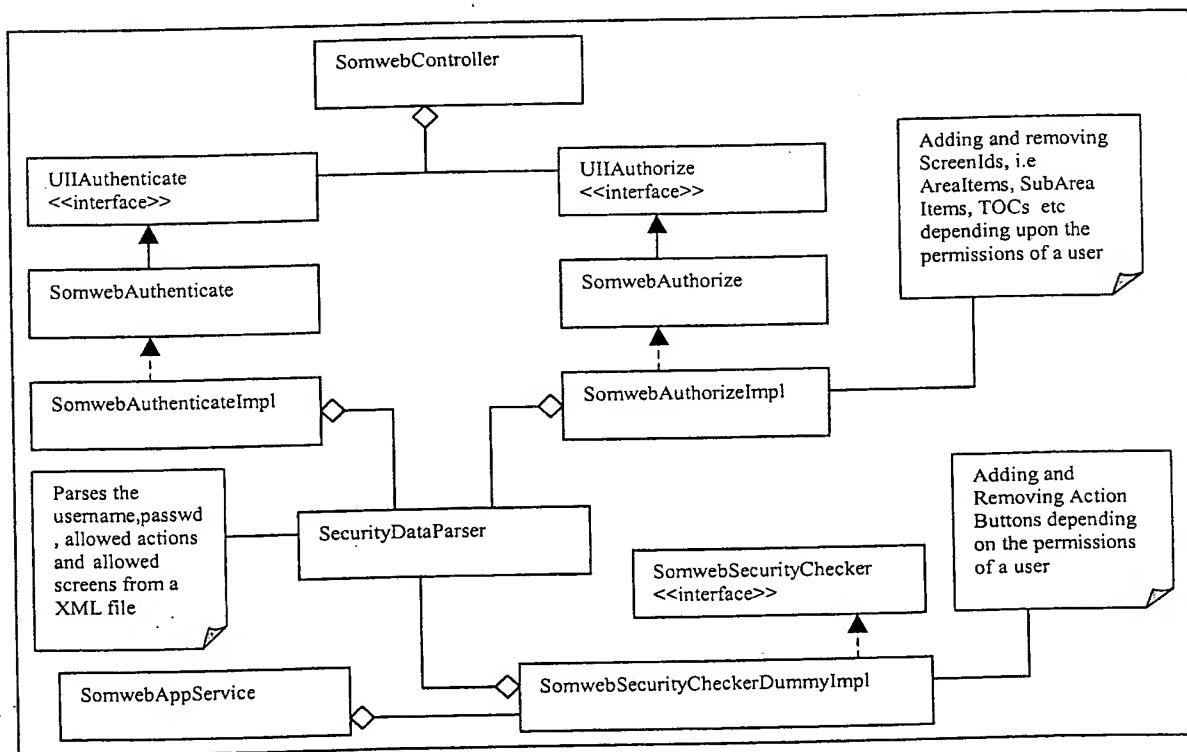 SomwebController
UIIAuthenticate
<<interface>>
UIIAuthorize
<<interface>>
Adding and removing
ScreenIds, i.e
AreaItems, SubArea
Items, TOCs etc
depending upon the
permissions of a user
SomwebAuthenticate
SomwebAuthorize
SomwebAuthenticateImpl
SomwebAuthorizeImpl
Parses the
username,passwd
, allowed actions
and allowed
screens from a
XML file
SecurityDataParser
Adding and
Removing Action
Buttons depending
on the permissions
of a user
SomwebSecurityChecker
<<interface>>
SomwebAppService
SomwebSecurityCheckerDummyImpl